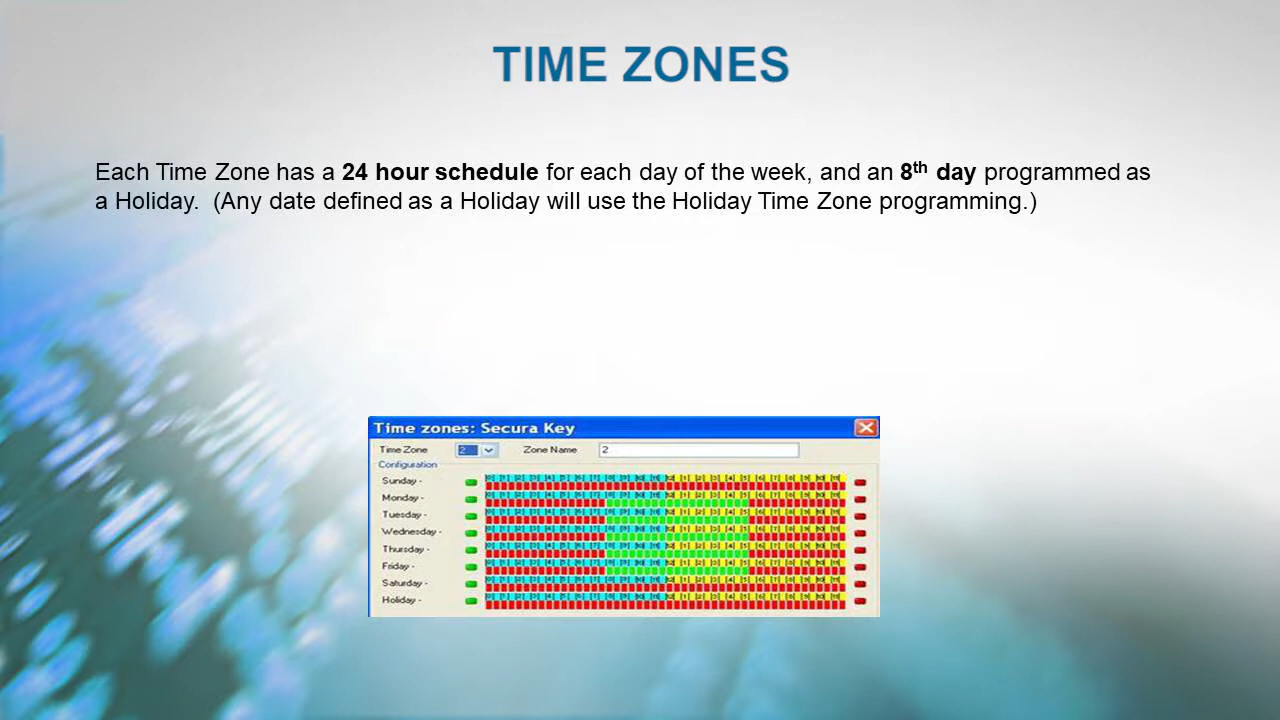 TIME ZONES
Each Time Zone has a 24 hour schedule for each day of the week, and an 8th day programmed as
a Holiday. (Any date defined as a Holiday will use the Holiday Time Zone programming.)
Time zones: Secura Key
Time Zone 2 Zone Name 2
Configuration
Sunday -
Monday -
Tuesday -
Wednesday -
Thursday -
Friday -
Saturday -
Holiday -